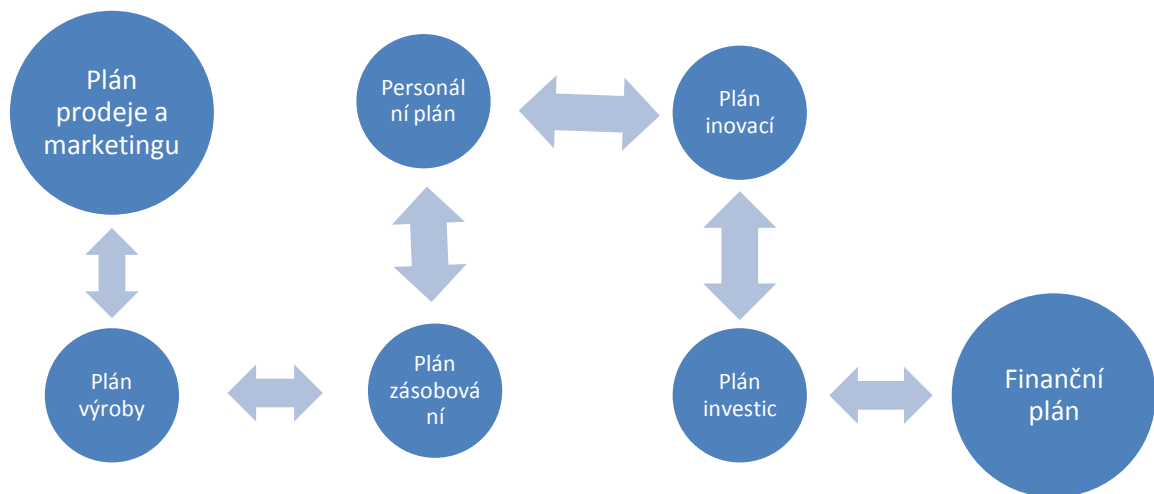 Plán
prodeje a
marketingu
Personál
ní plán
Plán
inovací
Plán
výroby
Plán
zásobová
ní
Plán
investic
Finanční
plán